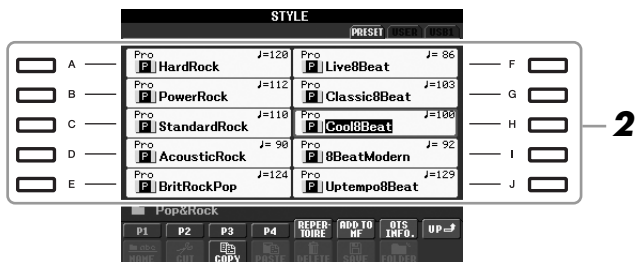 STYLE
PRESET USER USB1
A Pro ♩=120 P HardRock
Pro ♩= 86 P Live8Beat F
B Pro ♩=112 P PowerRock
Pro ♩=103 P Classic8Beat G
C Pro ♩=110 P StandardRock
Pro ♩=100 P Cool8Beat H
2
D Pro ♩= 90 P AcousticRock
Pro ♩= 92 P 8BeatModern I
E Pro ♩=124 P BritRockPop
Pro ♩=129 P Uptempo8Beat J
Pop&Rock
P1 P2 P3 P4 REPER-TOIRE ADD TO MF OTS INFO. UP
NAME CUT COPY PASTE DELETE SAVE FOLDER